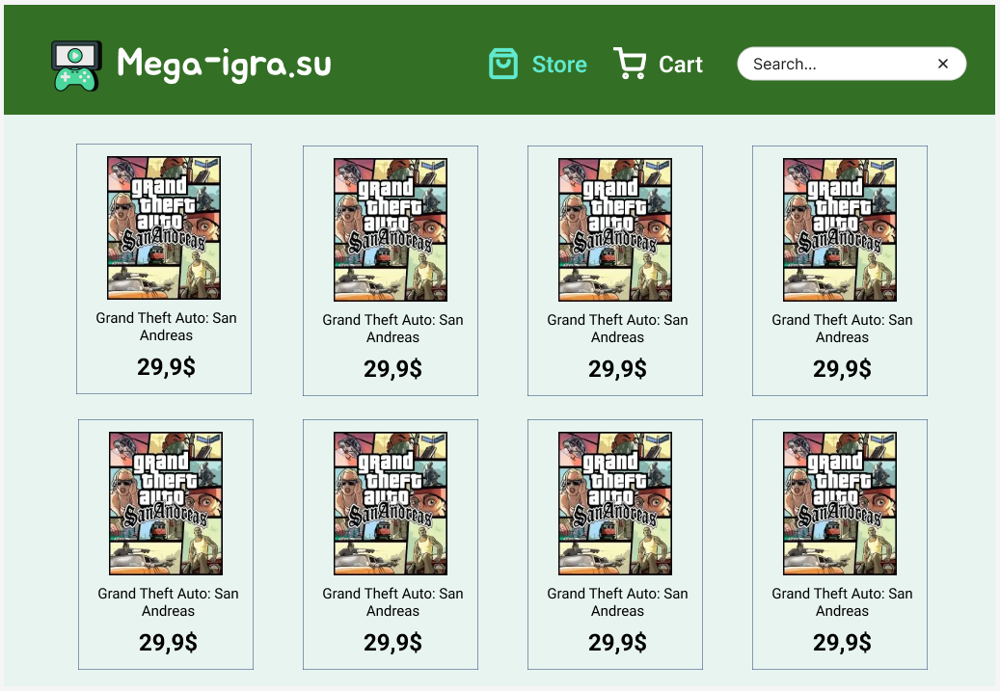 Mega-igra.su
Store
Cart
Search...
grand
theft
auto
San Andreas
Grand Theft Auto: San
Andreas
29,9$
grand
theft
auto
San Andreas
Grand Theft Auto: San
Andreas
29,9$
grand
theft
auto
San Andreas
Grand Theft Auto: San
Andreas
29,9$
grand
theft
auto
San Andreas
Grand Theft Auto: San
Andreas
29,9$
grand
theft
auto
San Andreas
Grand Theft Auto: San
Andreas
29,9$
grand
theft
auto
San Andreas
Grand Theft Auto: San
Andreas
29,9$
grand
theft
auto
San Andreas
Grand Theft Auto: San
Andreas
29,9$
grand
theft
auto
San Andreas
Grand Theft Auto: San
Andreas
29,9$